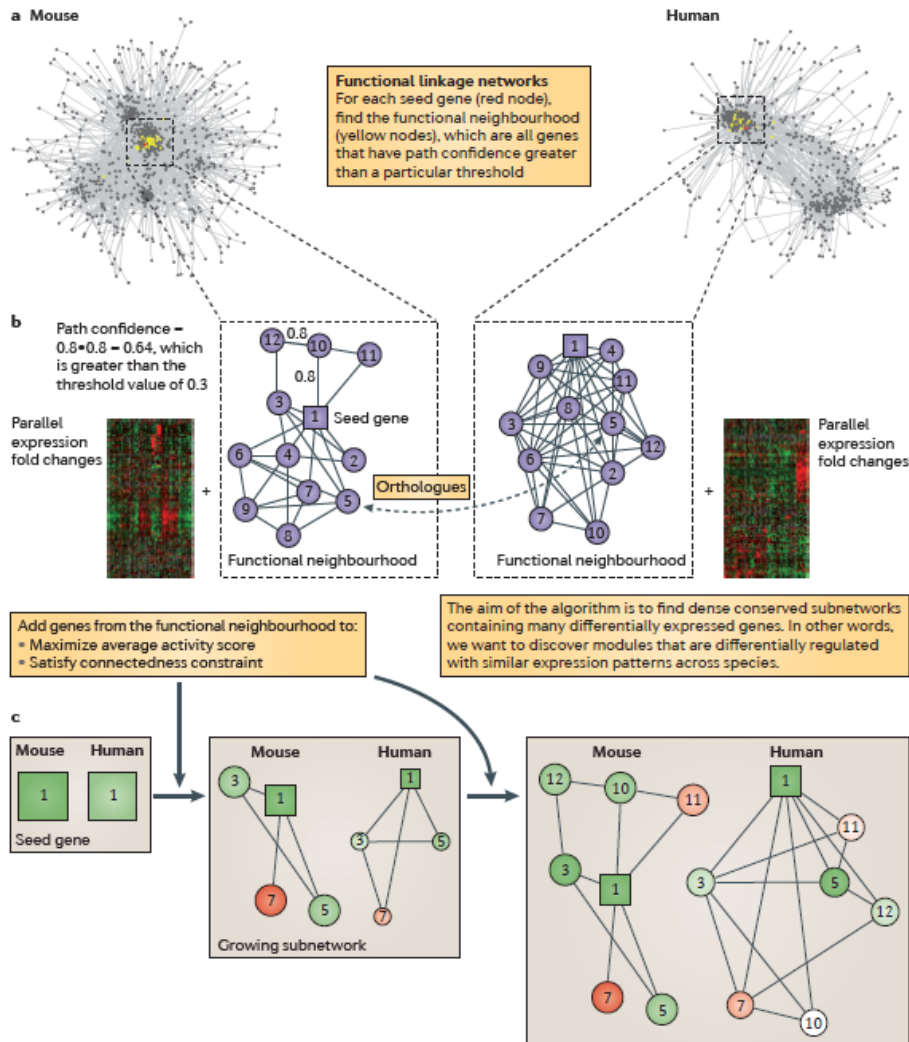 a Mouse
Human
Functional linkage networks
For each seed gene (red node),
find the functional neighbourhood
(yellow nodes), which are all genes
that have path confidence greater
than a particular threshold
b
Path confidence =
0.8•0.8 = 0.64, which
is greater than the
threshold value of 0.3
Parallel
expression
fold changes
+
12
0.8
10
11
0.8
3
1
Seed gene
6
4
2
7
9
5
8
Functional neighbourhood
Orthologues
1
4
9
11
8
3
5
12
6
2
7
10
Functional neighbourhood
+
Parallel
expression
fold changes
Add genes from the functional neighbourhood to:
• Maximize average activity score
• Satisfy connectedness constraint
The aim of the algorithm is to find dense conserved subnetworks
containing many differentially expressed genes. In other words,
we want to discover modules that are differentially regulated
with similar expression patterns across species.
c
Mouse Human
1 1
Seed gene
Mouse Human
3
1
7
5
1
3
5
7
Growing subnetwork
Mouse Human
12
10
11
3
1
7
5
1
11
3
5
12
7
10